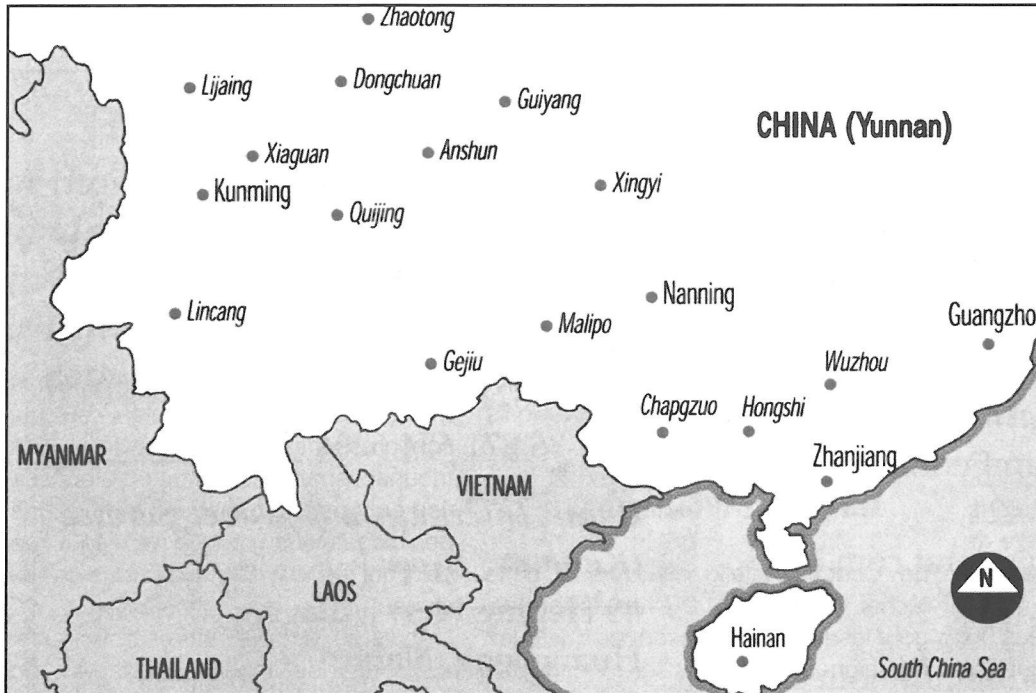 Zhaotong
Lijaing
Dongchuan
Guiyang
CHINA (Yunnan)
Xiaguan
Anshun
Xingyi
Kunming
Quijing
Nanning
Lincang
Malipo
Guangzho
Gejiu
Wuzhou
Chapgzuo
Hongshi
MYANMAR
VIETNAM
Zhanjiang
LAOS
N
Hainan
THAILAND
South China Sea